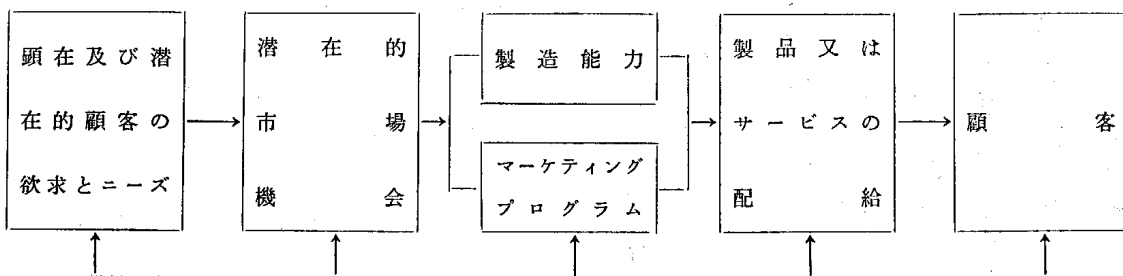 顕在及び潜
在的顧客の
欲求とニーズ
潜在的
市場
機会
製造能力
マーケティング
プログラム
製品又は
サービスの
配給
顧客